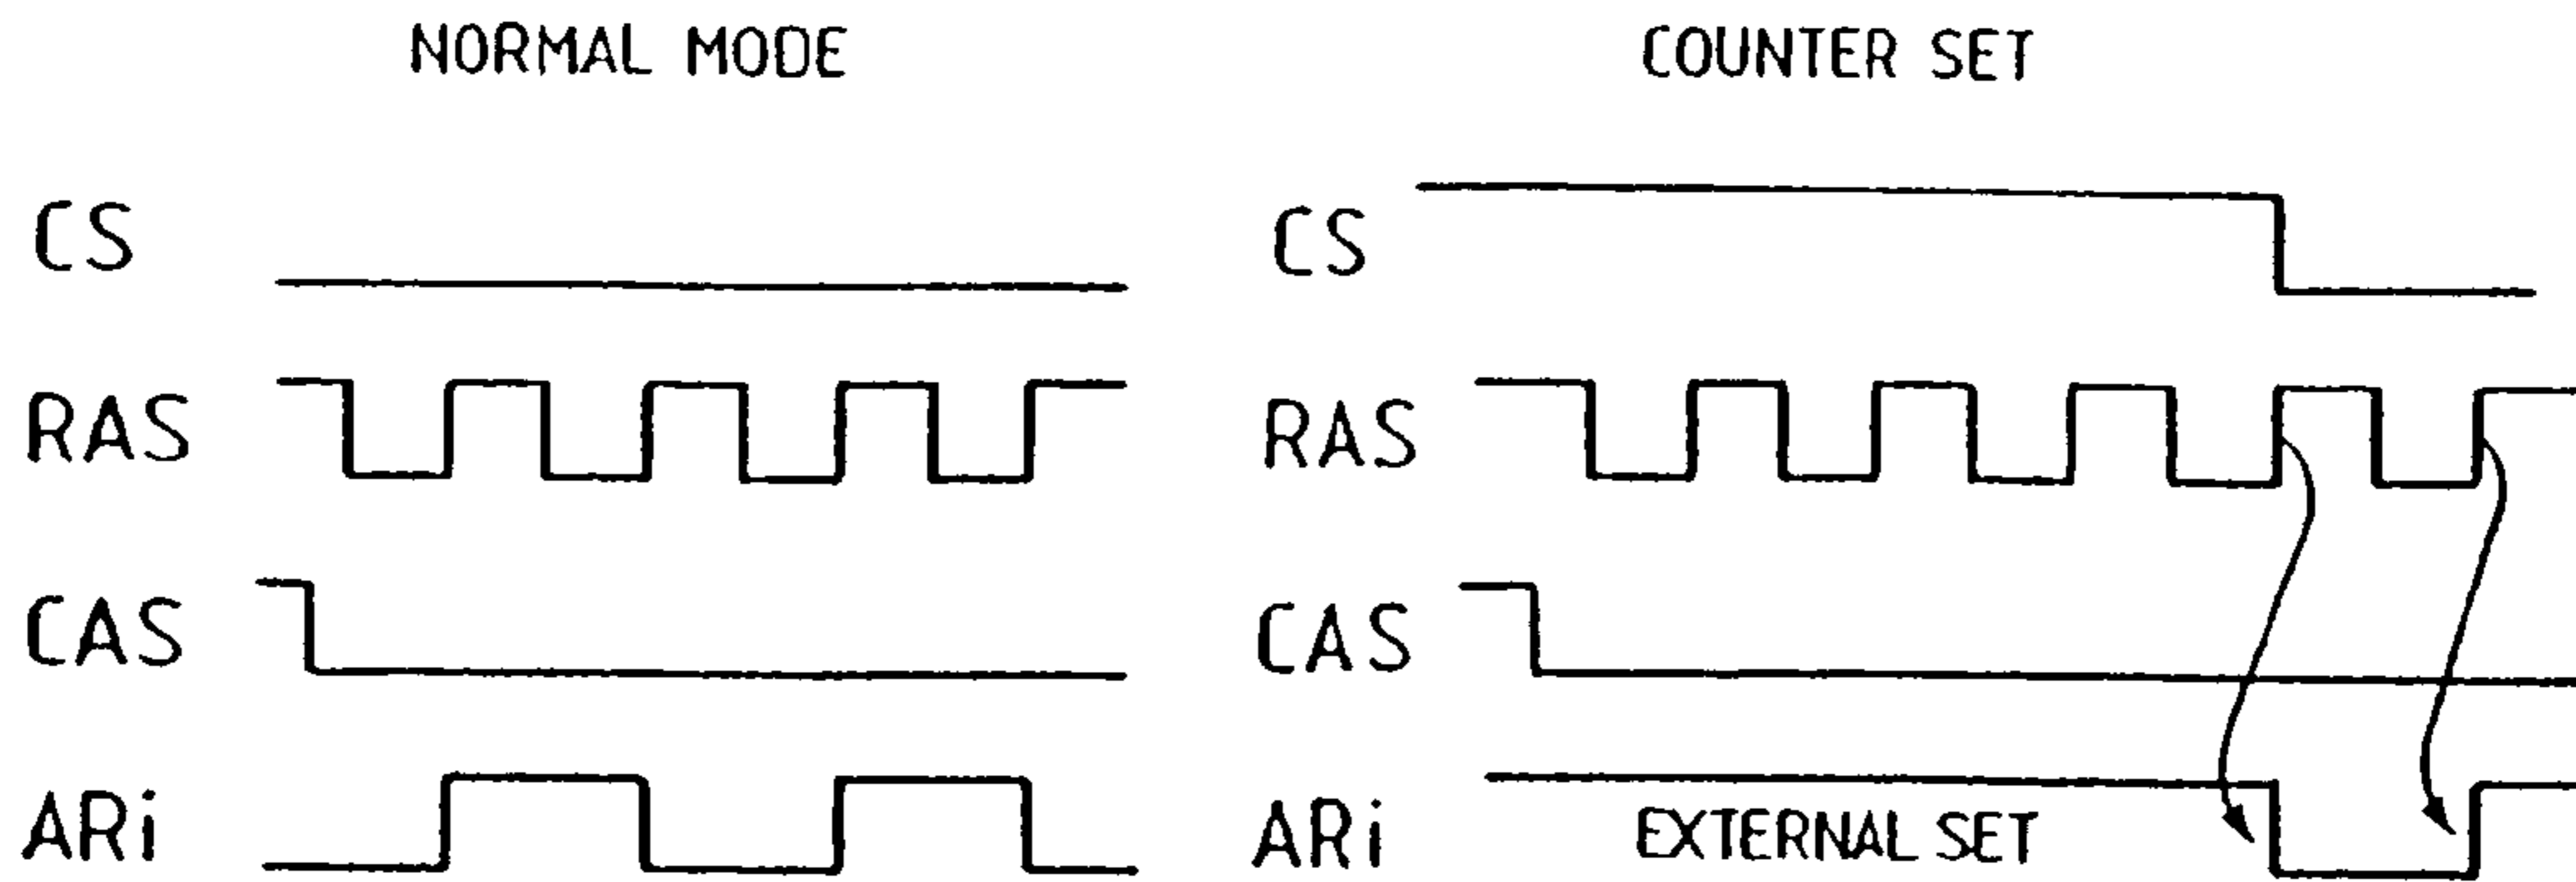 NORMAL MODE
CS
RAS
CAS
ARi
COUNTER SET
CS
RAS
CAS
ARi
EXTERNAL SET